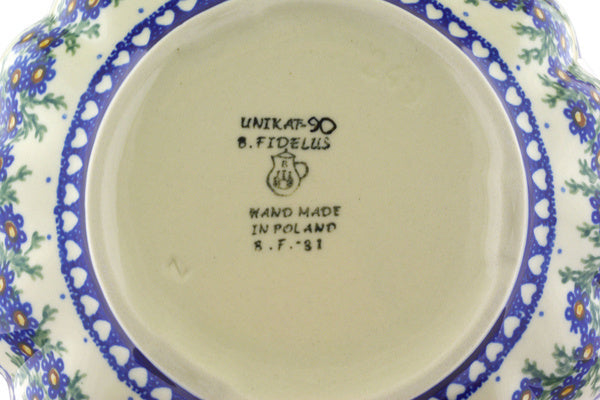 UNIKAT-90
B. FIDELUS
HAND MADE
IN POLAND
B. F.-81